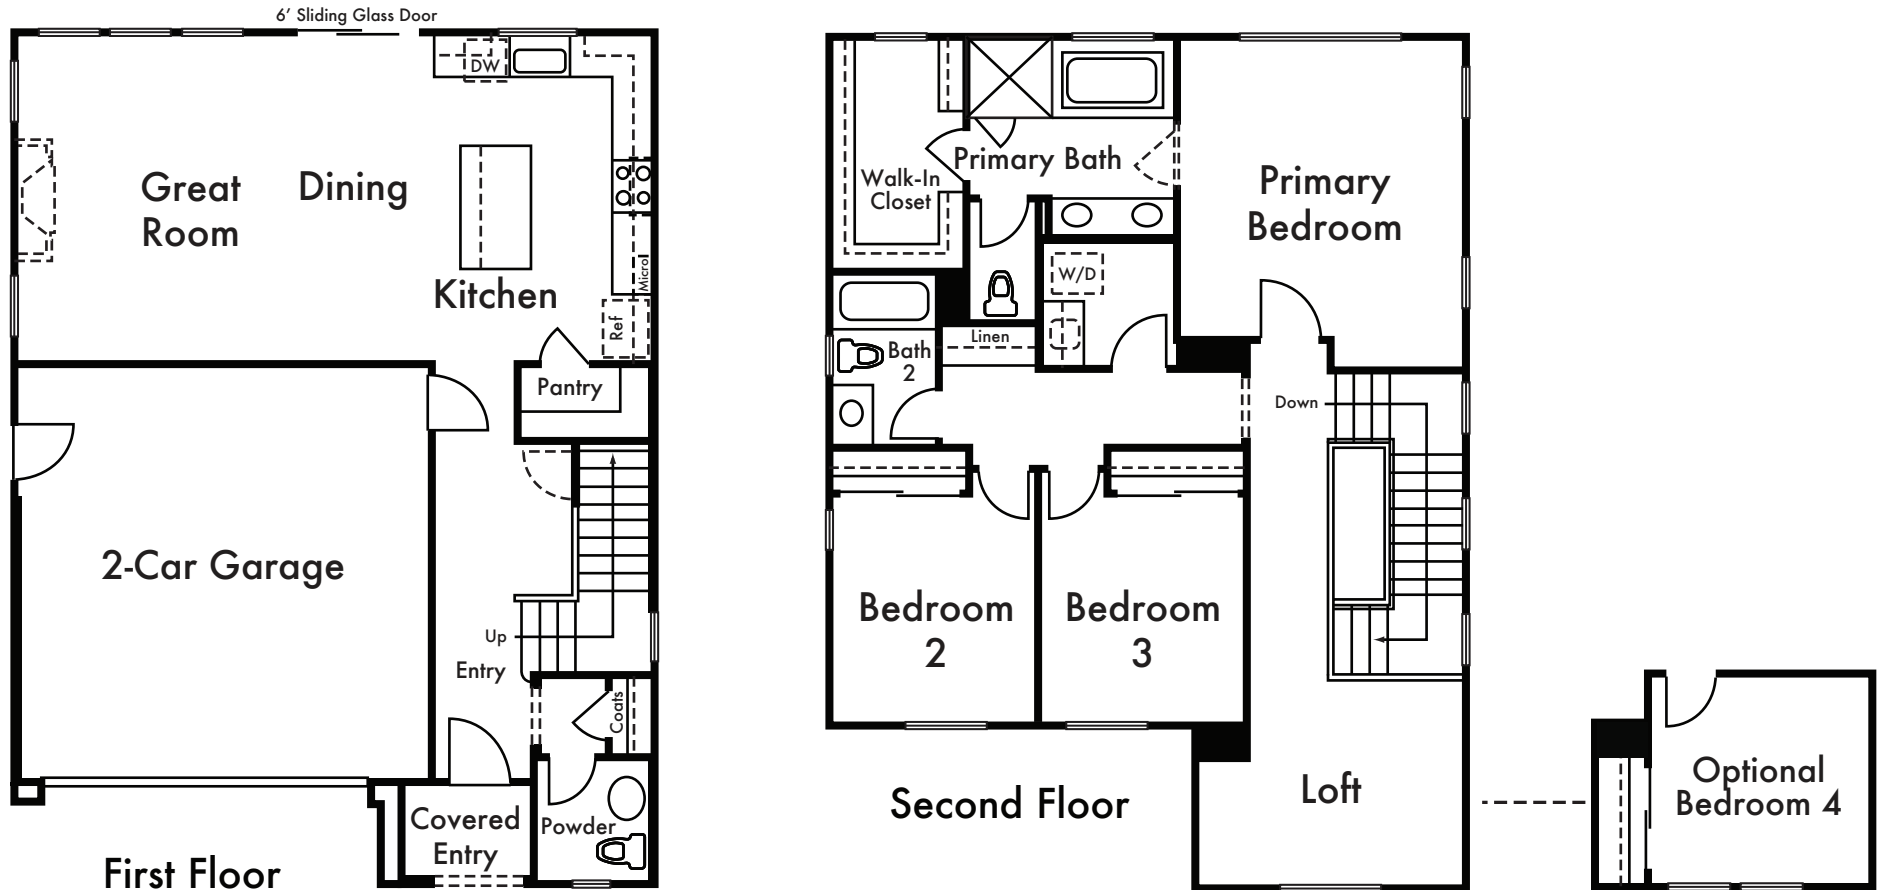 6' Sliding Glass Door
DW
Great
Room
Dining
Kitchen
Micro
Ref
Pantry
2-Car Garage
Up
Entry
Coats
Covered
Entry
Powder
First Floor
Primary Bath
Walk-In
Closet
Primary
Bedroom
W/D
Linen
Bath
2
Down
Bedroom
2
Bedroom
3
Second Floor
Loft
Optional
Bedroom 4